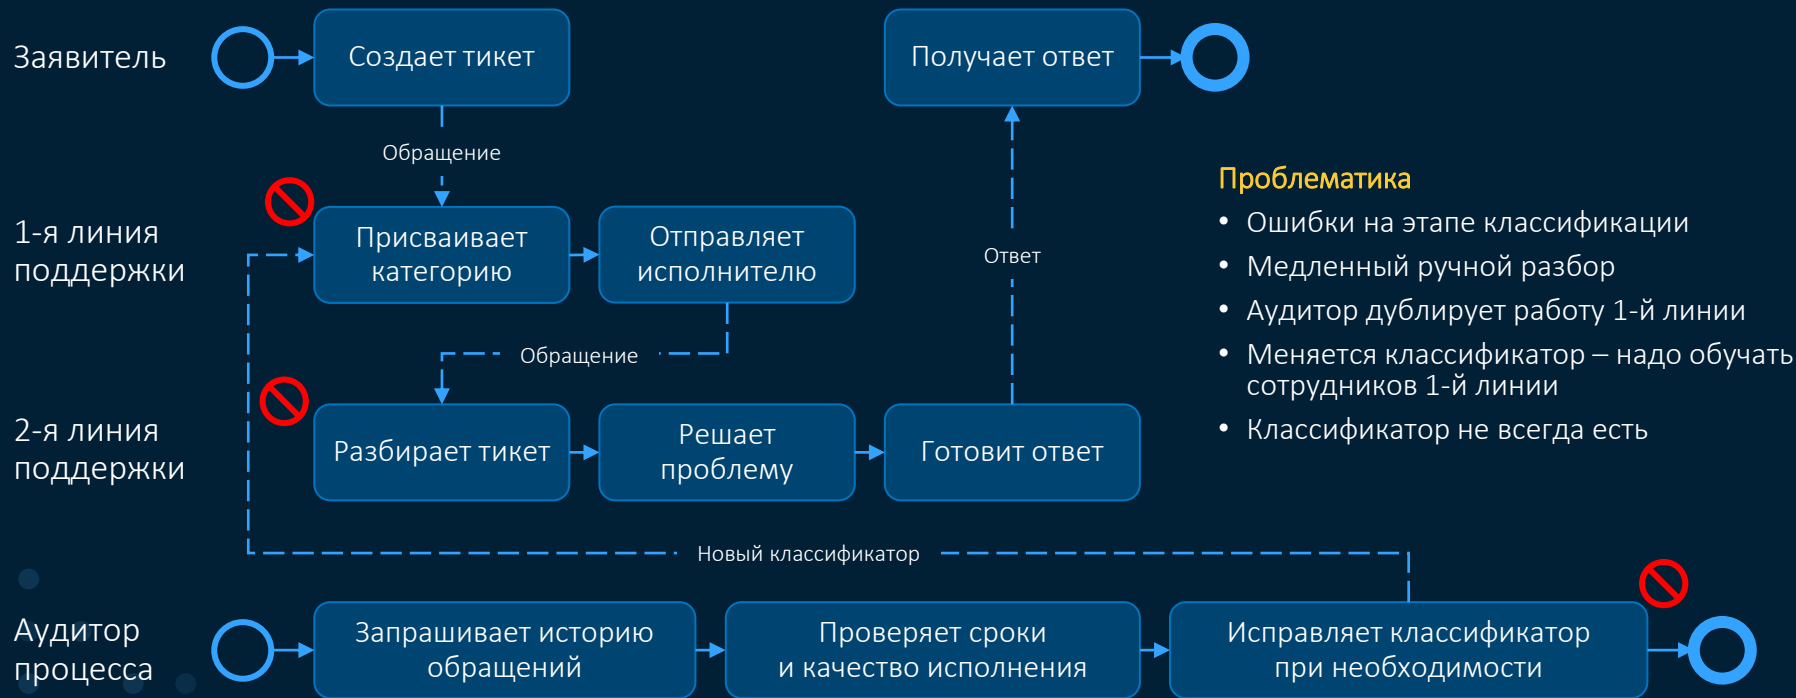 Заявитель
Создает тикет
Получает ответ
Обращение
1-я линия
поддержки
Присваивает
категорию
Отправляет
исполнителю
Ответ
Обращение
2-я линия
поддержки
Разбирает тикет
Решает
проблему
Готовит ответ
Проблематика
• Ошибки на этапе классификации
• Медленный ручной разбор
• Аудитор дублирует работу 1-й линии
• Меняется классификатор – надо обучать
сотрудников 1-й линии
• Классификатор не всегда есть
Новый классификатор
Аудитор
процесса
Запрашивает историю
обращений
Проверяет сроки
и качество исполнения
Исправляет классификатор
при необходимости